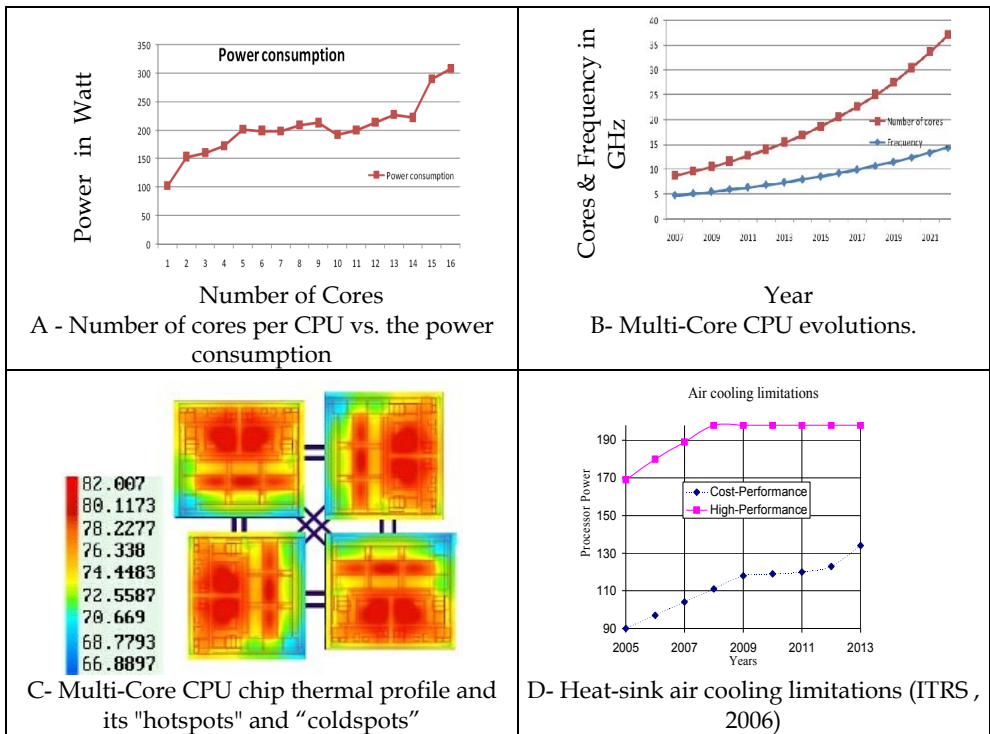 Power consumption
Power in Watt
350
300
250
200
150
100
50
0
Power consumption
1 2 3 4 5 6 7 8 9 10 11 12 13 14 15 16
Number of Cores
A - Number of cores per CPU vs. the power
consumption
Cores & Frequency in
GHz
40
35
30
25
20
15
10
5
0
Number of cores
Frequency
2007 2009 2011 2013 2015 2017 2019 2021
Year
B- Multi-Core CPU evolutions.
82.007
80.1173
78.2277
76.338
74.4483
72.5587
70.669
68.7793
66.8897
C- Multi-Core CPU chip thermal profile and
its "hotspots" and “coldspots”
Air cooling limitations
Processor Power
190
170
150
130
110
90
Cost-Performance
High-Performance
2005 2007 2009 2011 2013
Years
D- Heat-sink air cooling limitations (ITRS ,
2006)